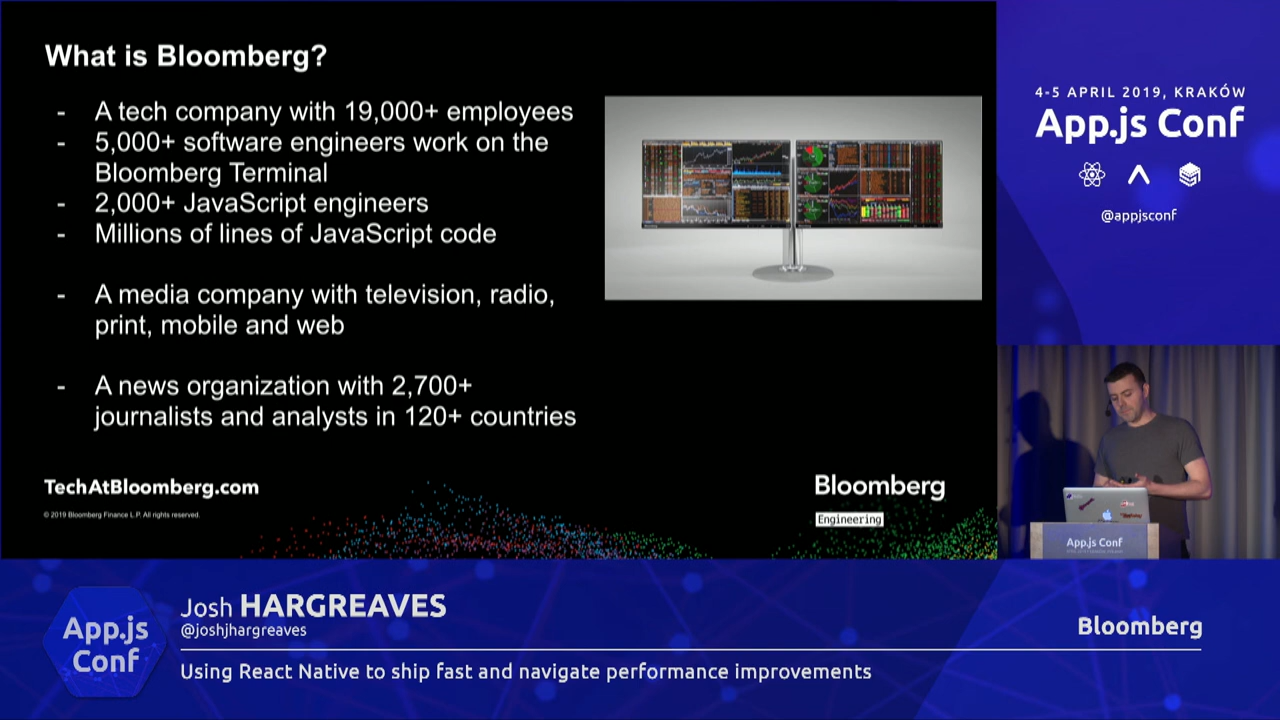 What is Bloomberg?
- A tech company with 19,000+ employees
- 5,000+ software engineers work on the
Bloomberg Terminal
- 2,000+ JavaScript engineers
- Millions of lines of JavaScript code
- A media company with television, radio,
print, mobile and web
- A news organization with 2,700+
journalists and analysts in 120+ countries
TechAtBloomberg.com
© 2019 Bloomberg Finance L.P. All rights reserved.
Bloomberg
Engineering
4-5 APRIL 2019, KRAKÓW
App.js Conf
@appjsconf
App.js Conf
App.js
Conf
Josh HARGREAVES
@joshjhargreaves
Bloomberg
Using React Native to ship fast and navigate performance improvements